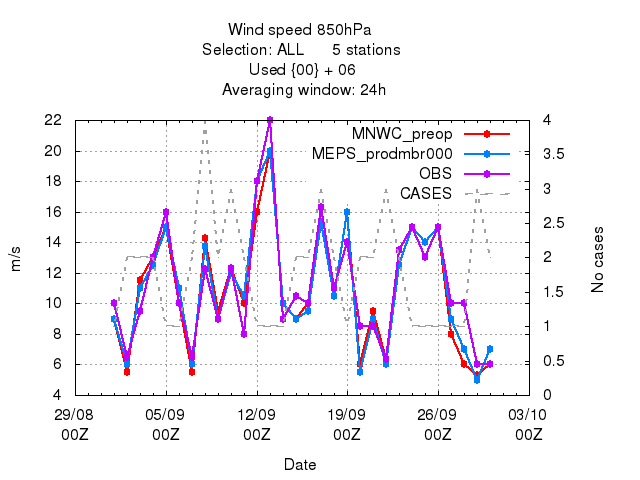 Wind speed 850hPa
Selection: ALL 5 stations
Used {00} + 06
Averaging window: 24h
MNWC_preop
MEPS_prodmbr000
OBS
CASES
22
20
18
16
14
12
10
8
6
4
m/s
4
3.5
3
2.5
2
1.5
1
0.5
0
No cases
29/08 05/09 12/09 19/09 26/09 03/10
00Z 00Z 00Z 00Z 00Z 00Z
Date